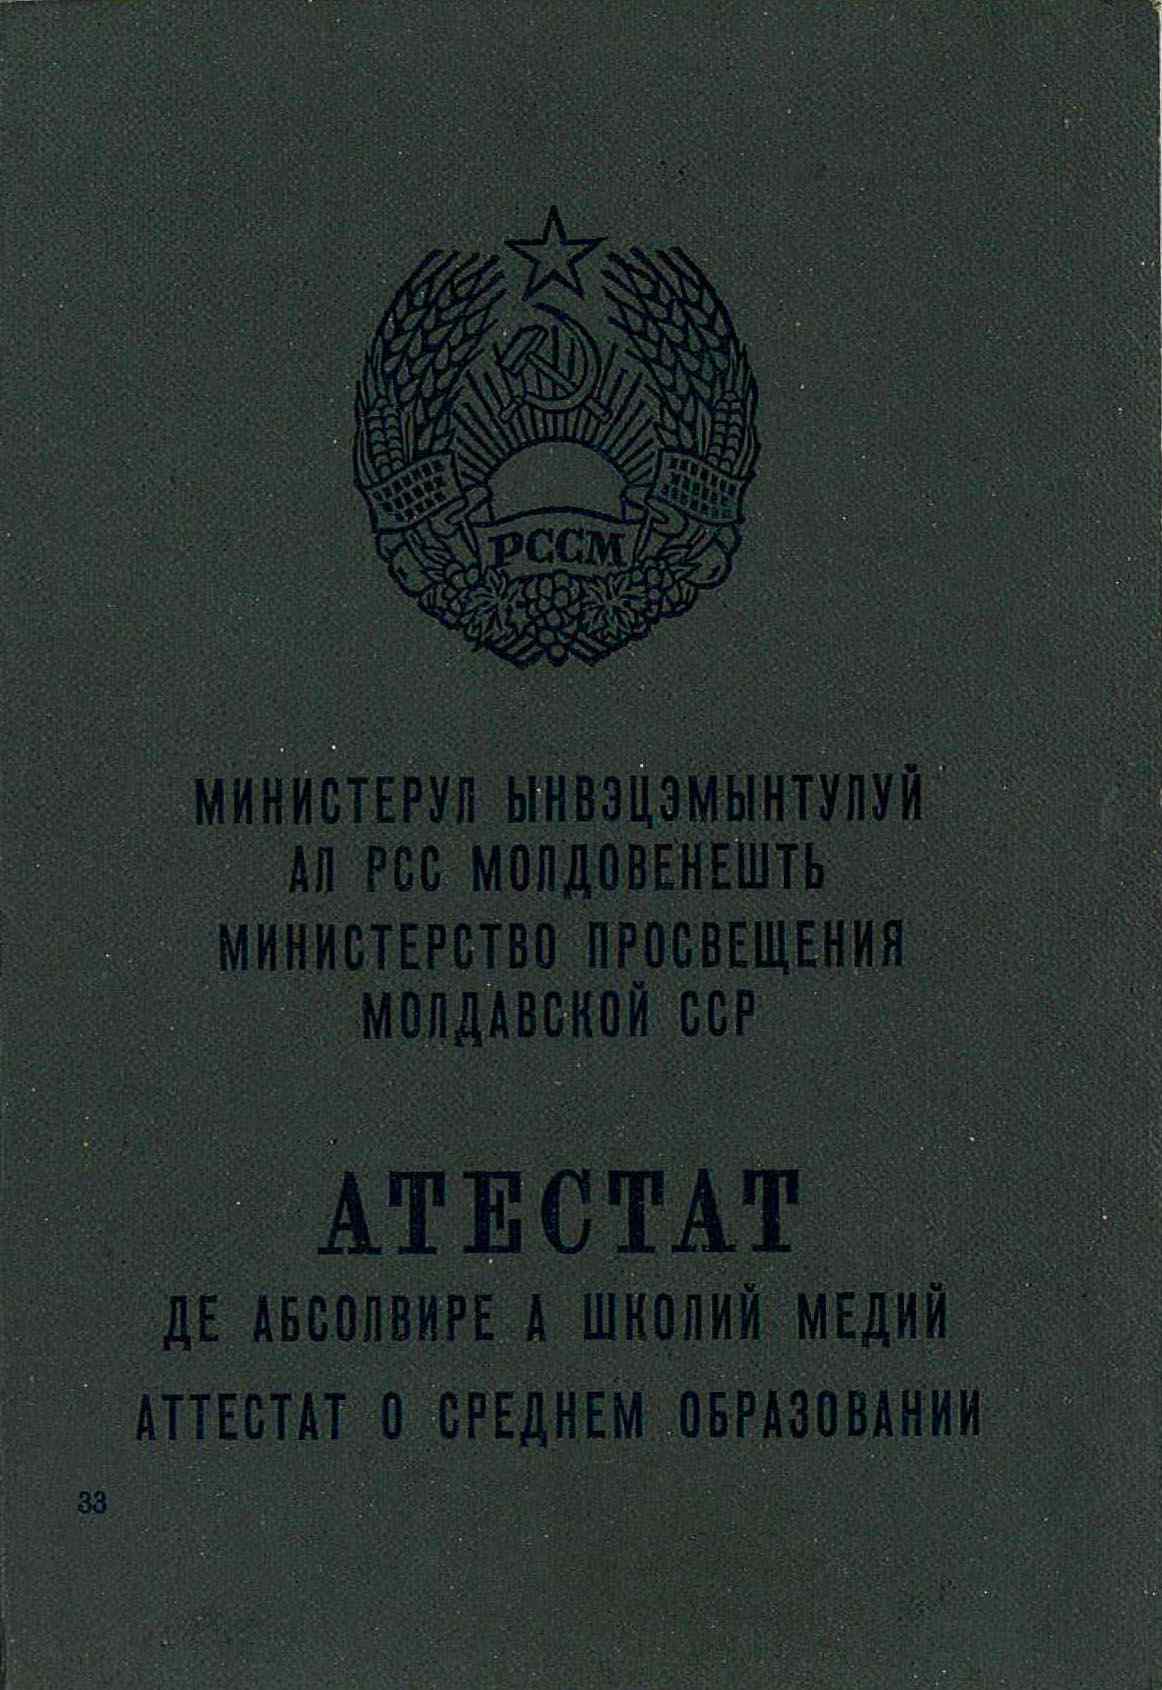 РССМ
МИНИСТЕРУЛ ЫНВЭЦЭМЫНТУЛУЙ
АЛ РСС МОЛДОВЕНЕШТЬ
МИНИСТЕРСТВО ПРОСВЕЩЕНИЯ
МОЛДАВСКОЙ ССР
АТЕСТАТ
ДЕ АБСОЛВИРЕ А ШКОЛИЙ МЕДИЙ
АТТЕСТАТ О СРЕДНЕМ ОБРАЗОВАНИИ
33